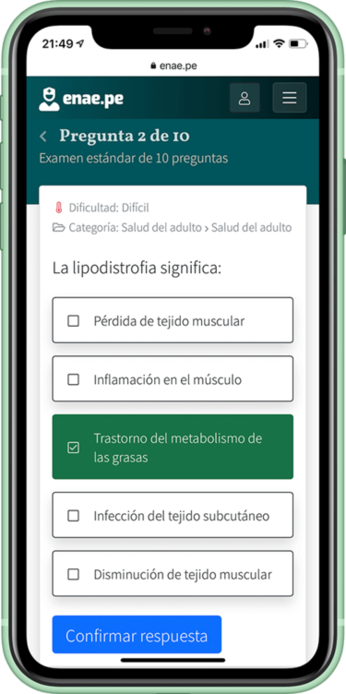 21:49
enae.pe
enae.pe
Pregunta 2 de 10
Examen estándar de 10 preguntas
Dificultad: Difícil
Categoría: Salud del adulto › Salud del adulto
La lipodistrofia significa:
Pérdida de tejido muscular
Inflamación en el músculo
Trastorno del metabolismo de
las grasas
Infección del tejido subcutáneo
Disminución de tejido muscular
Confirmar respuesta